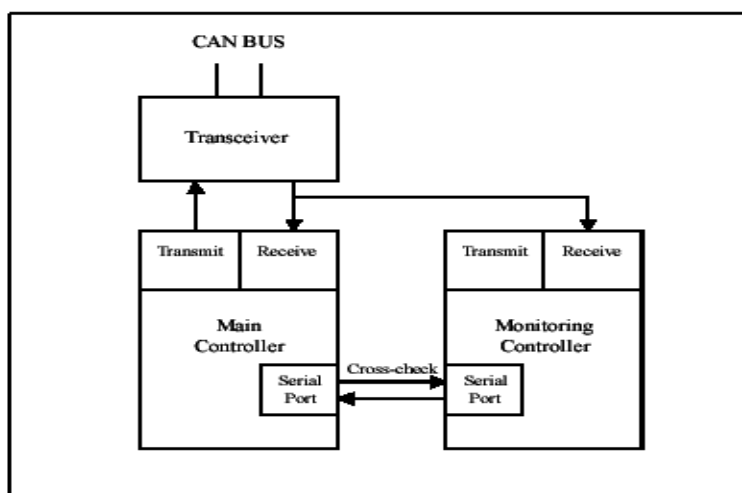 CAN BUS
Transceiver
Transmit
Receive
Transmit
Receive
Main
Controller
Monitoring
Controller
Cross-check
Serial
Port
Serial
Port